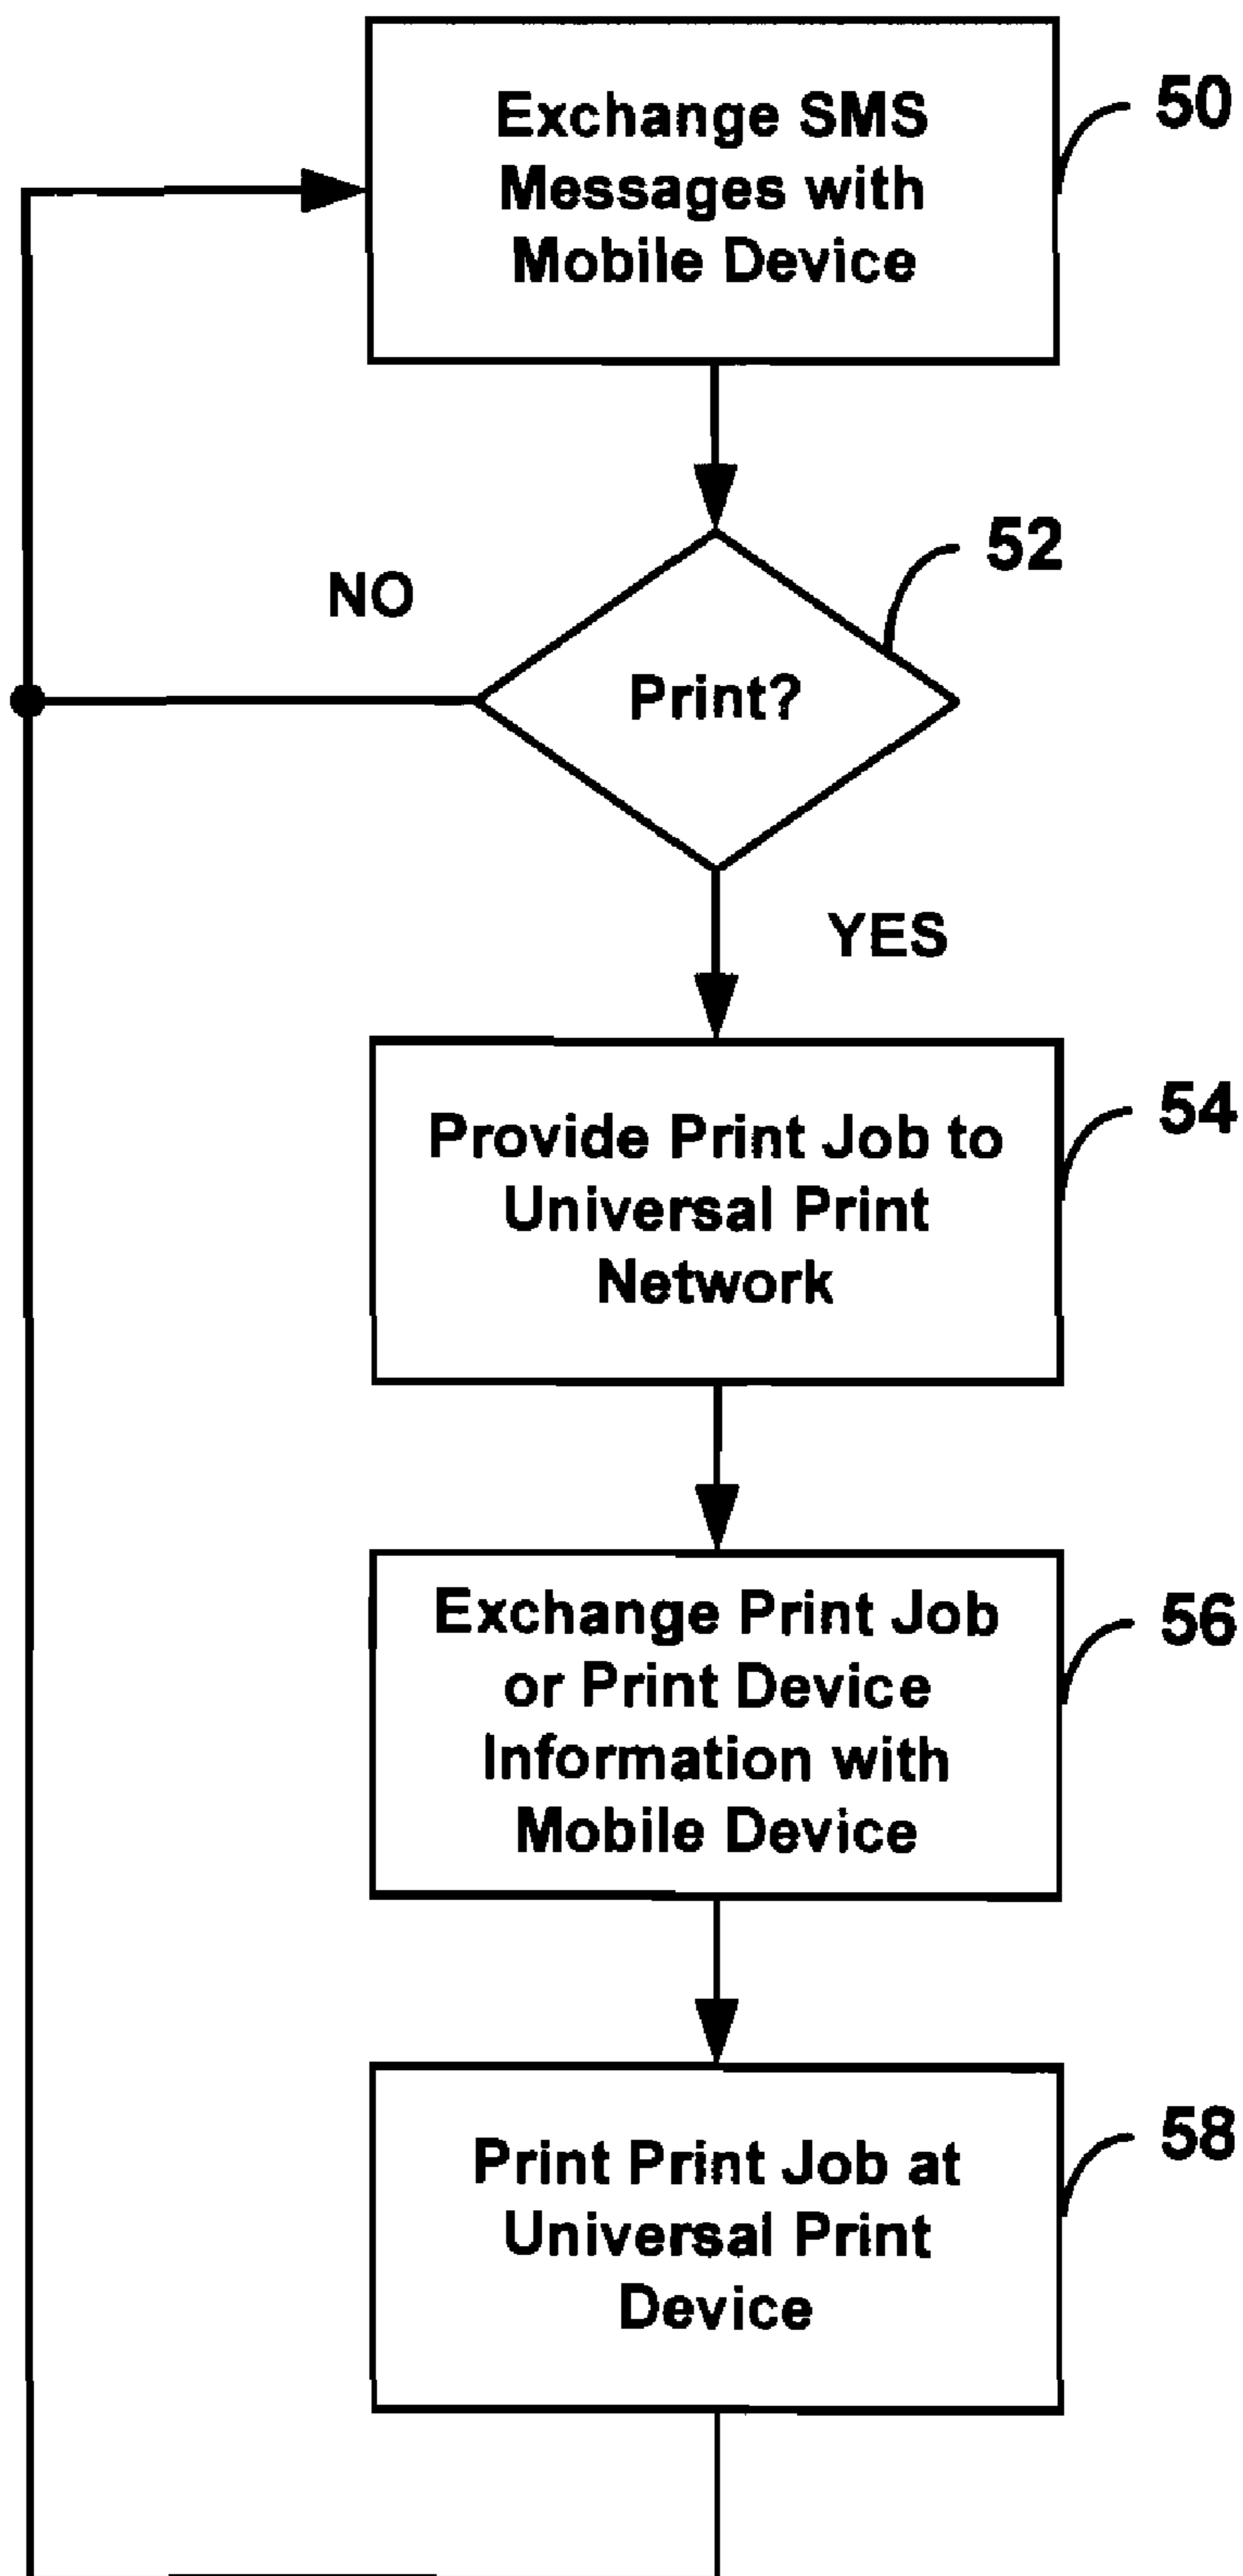 Exchange SMS
Messages with
Mobile Device
50
52
NO
Print?
YES
Provide Print Job to
Universal Print
Network
54
Exchange Print Job
or Print Device
Information with
Mobile Device
56
Print Print Job at
Universal Print
Device
58